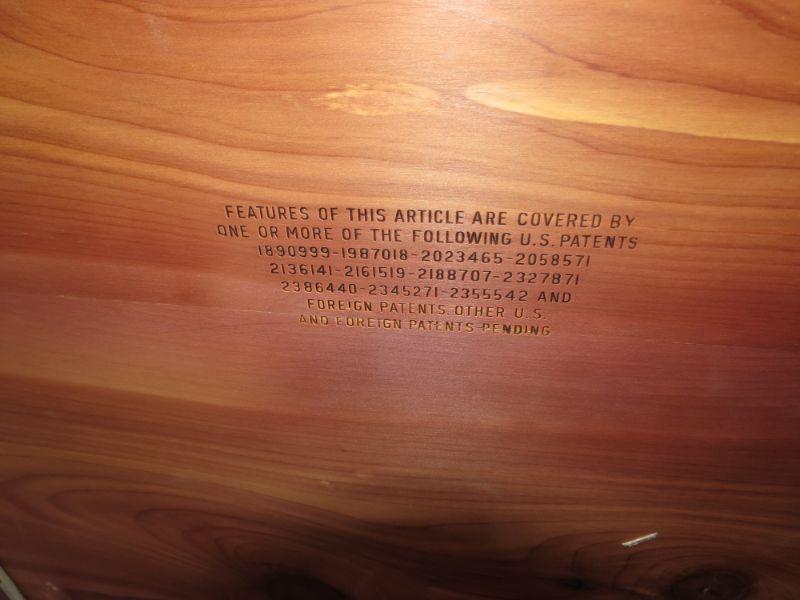 FEATURES OF THIS ARTICLE ARE COVERED BY
ONE OR MORE OF THE FOLLOWING U.S. PATENTS
1890999-1987018-2023465-2058571
2136141-2161519-2188707-2327871
2386440-2345271-2355542 AND
FOREIGN PATENTS. OTHER U.S.
AND FOREIGN PATENTS PENDING